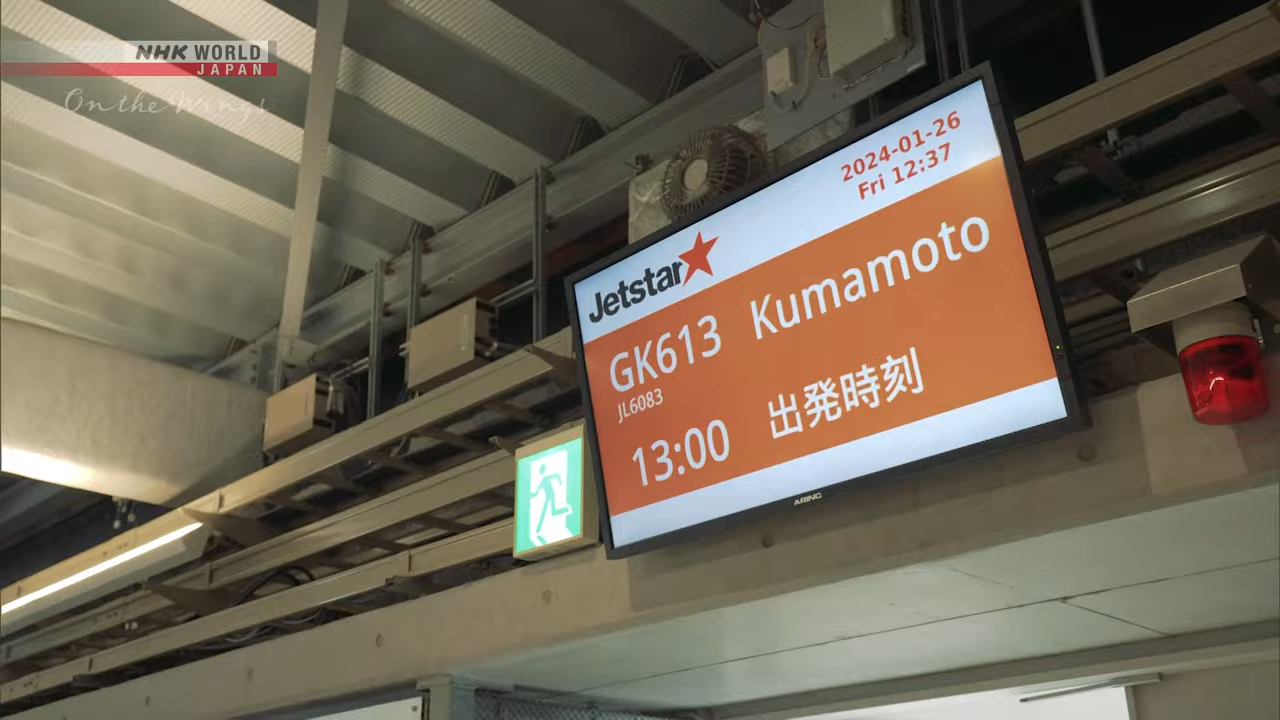 NHK WORLD
JAPAN
On the Wings
2024-01-26
Fri 12:37
Jetstar
GK613 Kumamoto
JL6083
13:00 出発時刻
ARINC